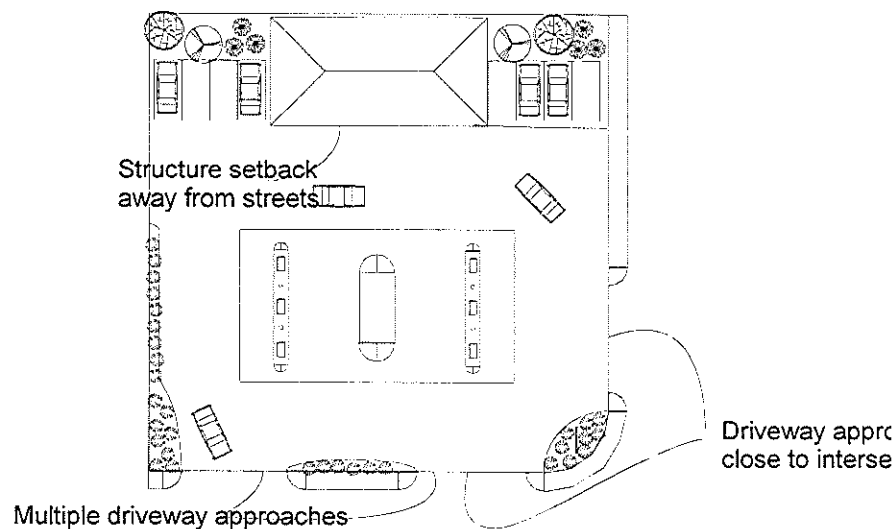 Structure setback
away from streets
Driveway appro
close to interse
Multiple driveway approaches